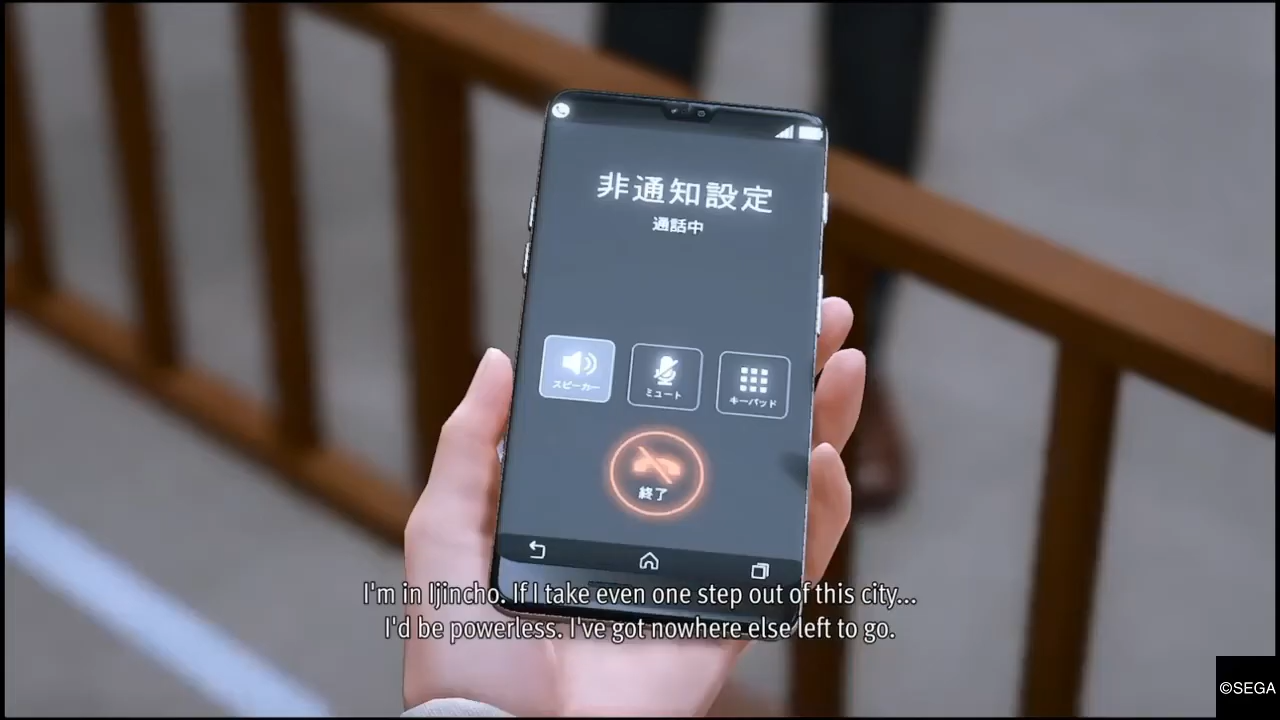 非通知設定
通話中
スピーカー
ミュート
キーパッド
終了
I'm in Ijincho. If I take even one step out of this city...
I'd be powerless. I've got nowhere else left to go.
©SEGA